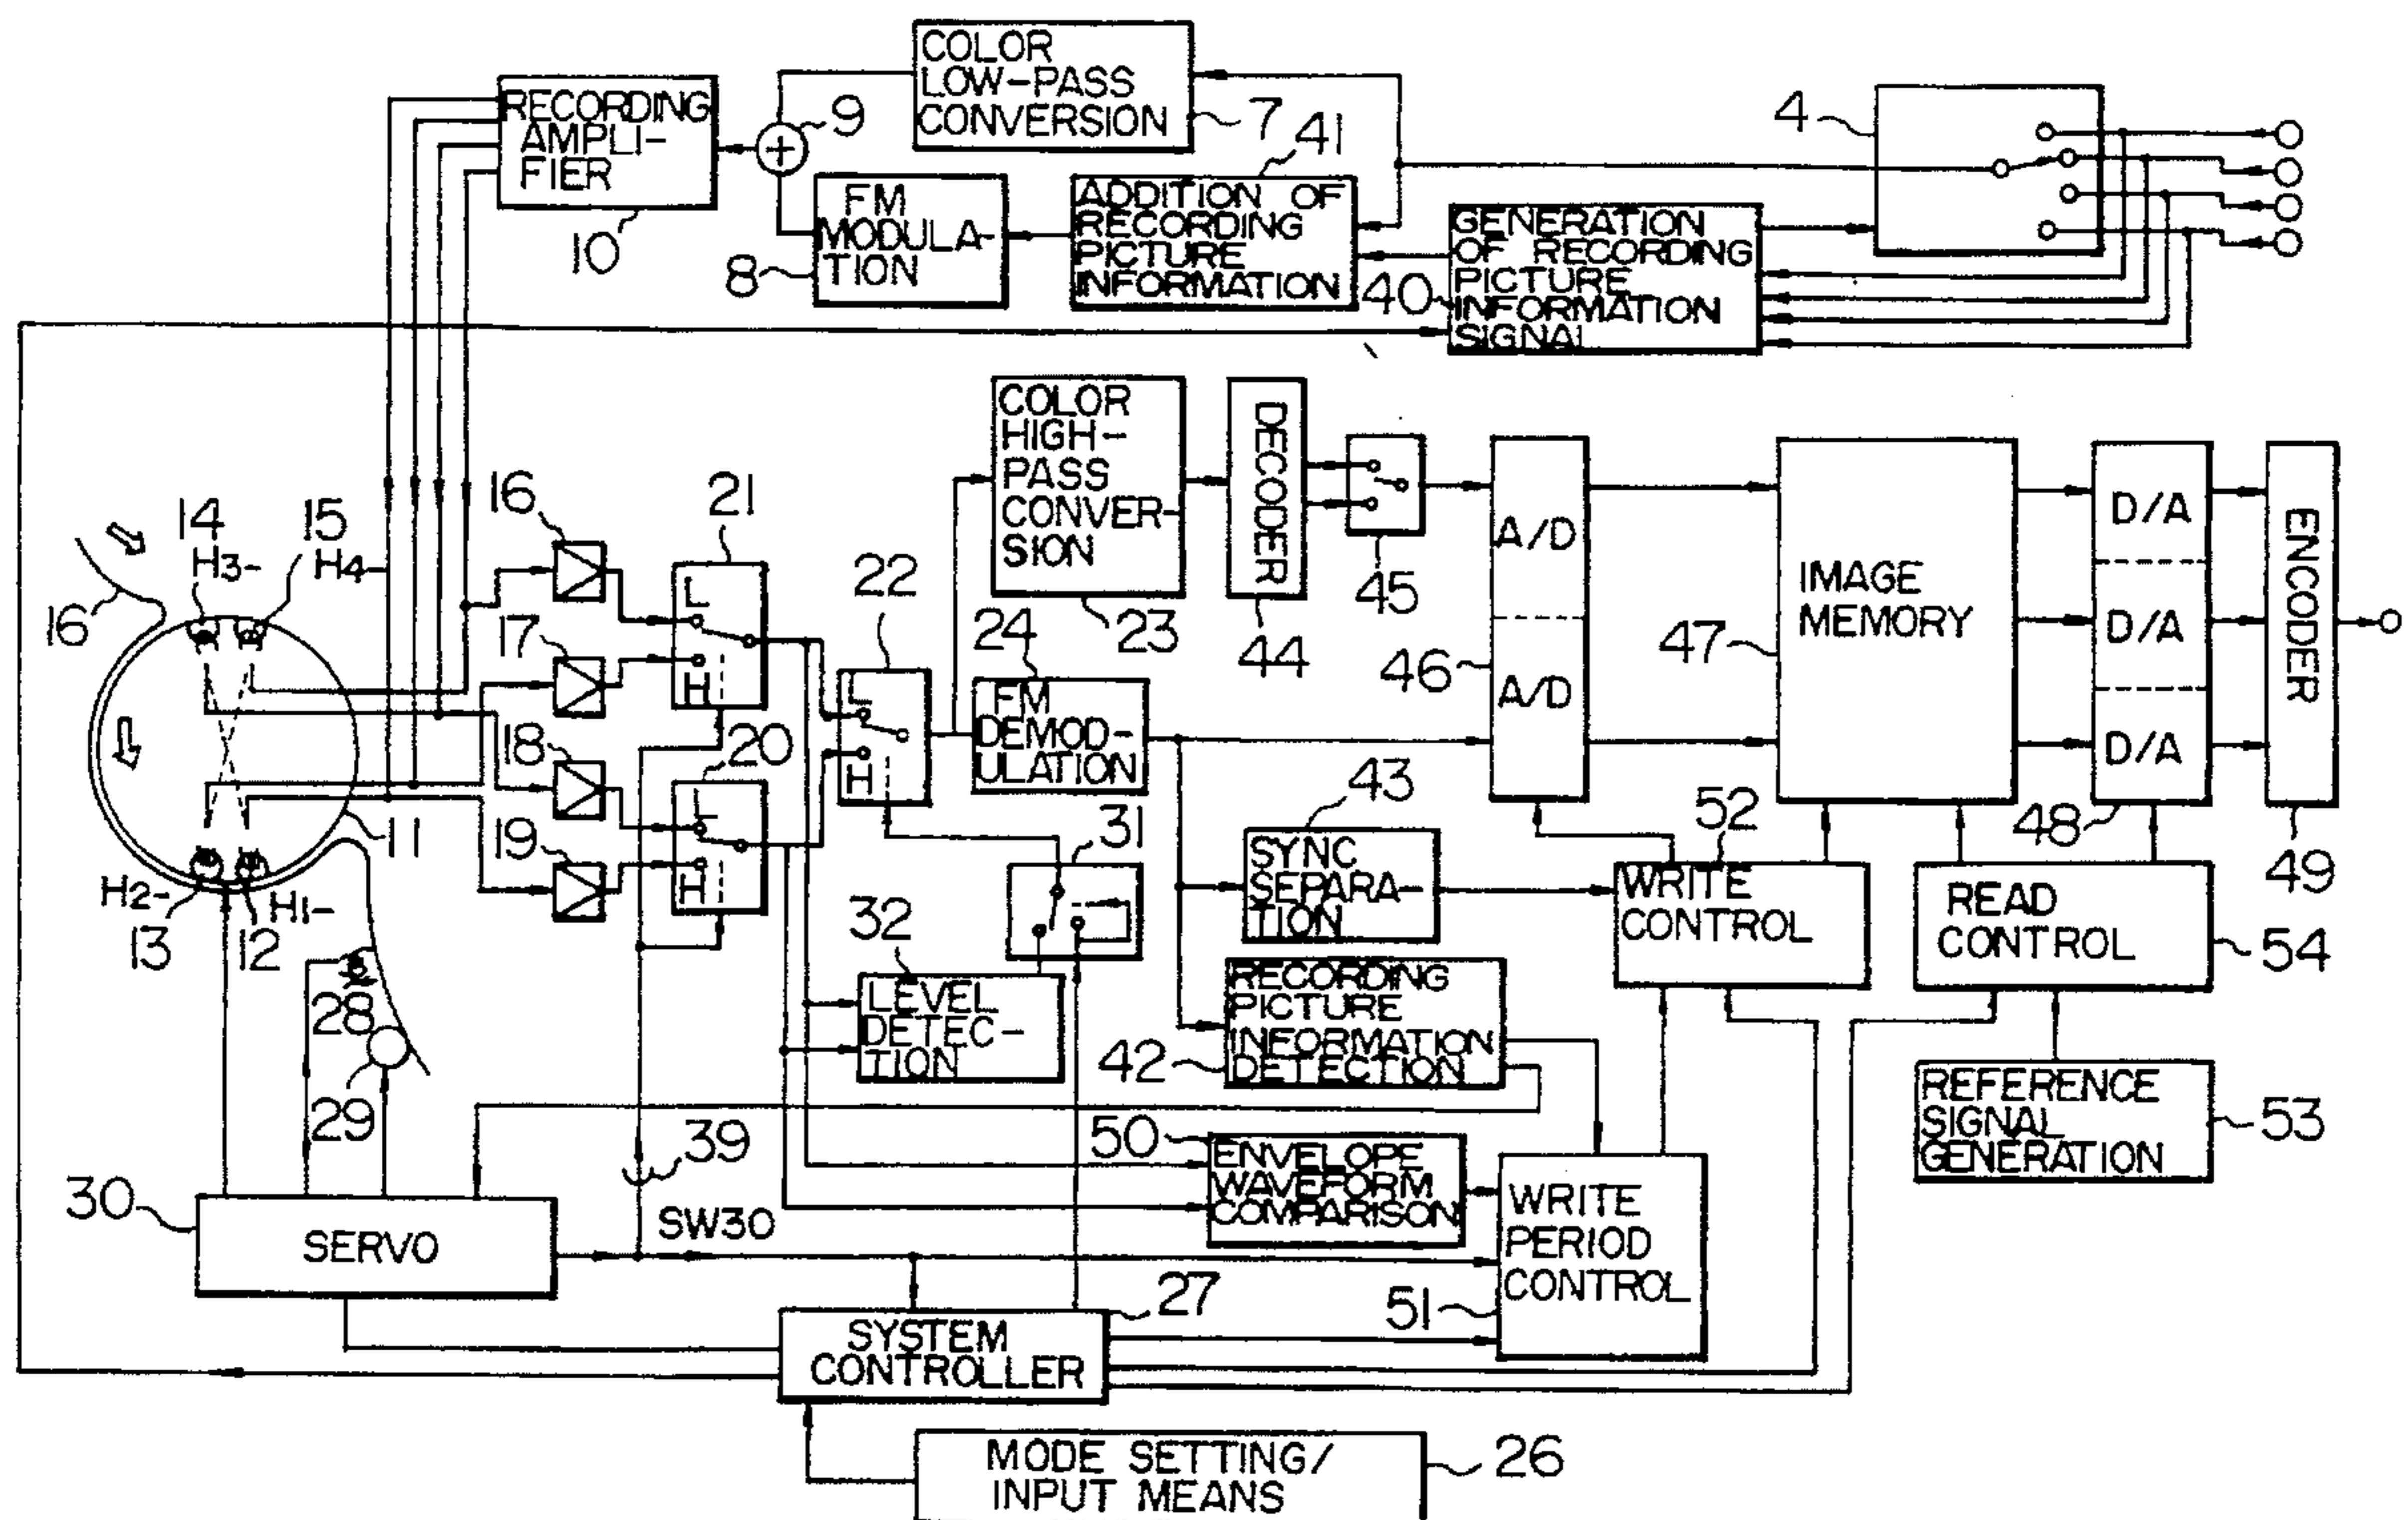 COLOR
LOW-PASS
CONVERSION
7
9
RECORDING
AMPLI-
FIER
10
FM
MODULA-
TION
8
41
ADDITION OF
RECORDING
PICTURE
INFORMATION
4
GENERATION
OF RECORDING
PICTURE
INFORMATION
SIGNAL
40
COLOR
HIGH-
PASS
CONVER-
SION
23
DECODER
44
45
A/D
A/D
46
IMAGE
MEMORY
47
D/A
D/A
D/A
48
ENCODER
49
14
H3-
15
H4-
16
11
H2-
13
H1-
12
16
17
18
19
21
L
H
20
L
H
22
L
H
24
FM
DEMOD-
ULATION
31
32
LEVEL
DETEC-
TION
43
SYNC
SEPARA-
TION
RECORDING
PICTURE
INFORMATION
DETECTION
42
52
WRITE
CONTROL
READ
CONTROL
54
REFERENCE
SIGNAL
GENERATION
53
28
29
39
50
ENVELOPE
WAVEFORM
COMPARISON
WRITE
PERIOD
CONTROL
51
30
SERVO
SW30
27
SYSTEM
CONTROLLER
MODE SETTING/
INPUT MEANS
26